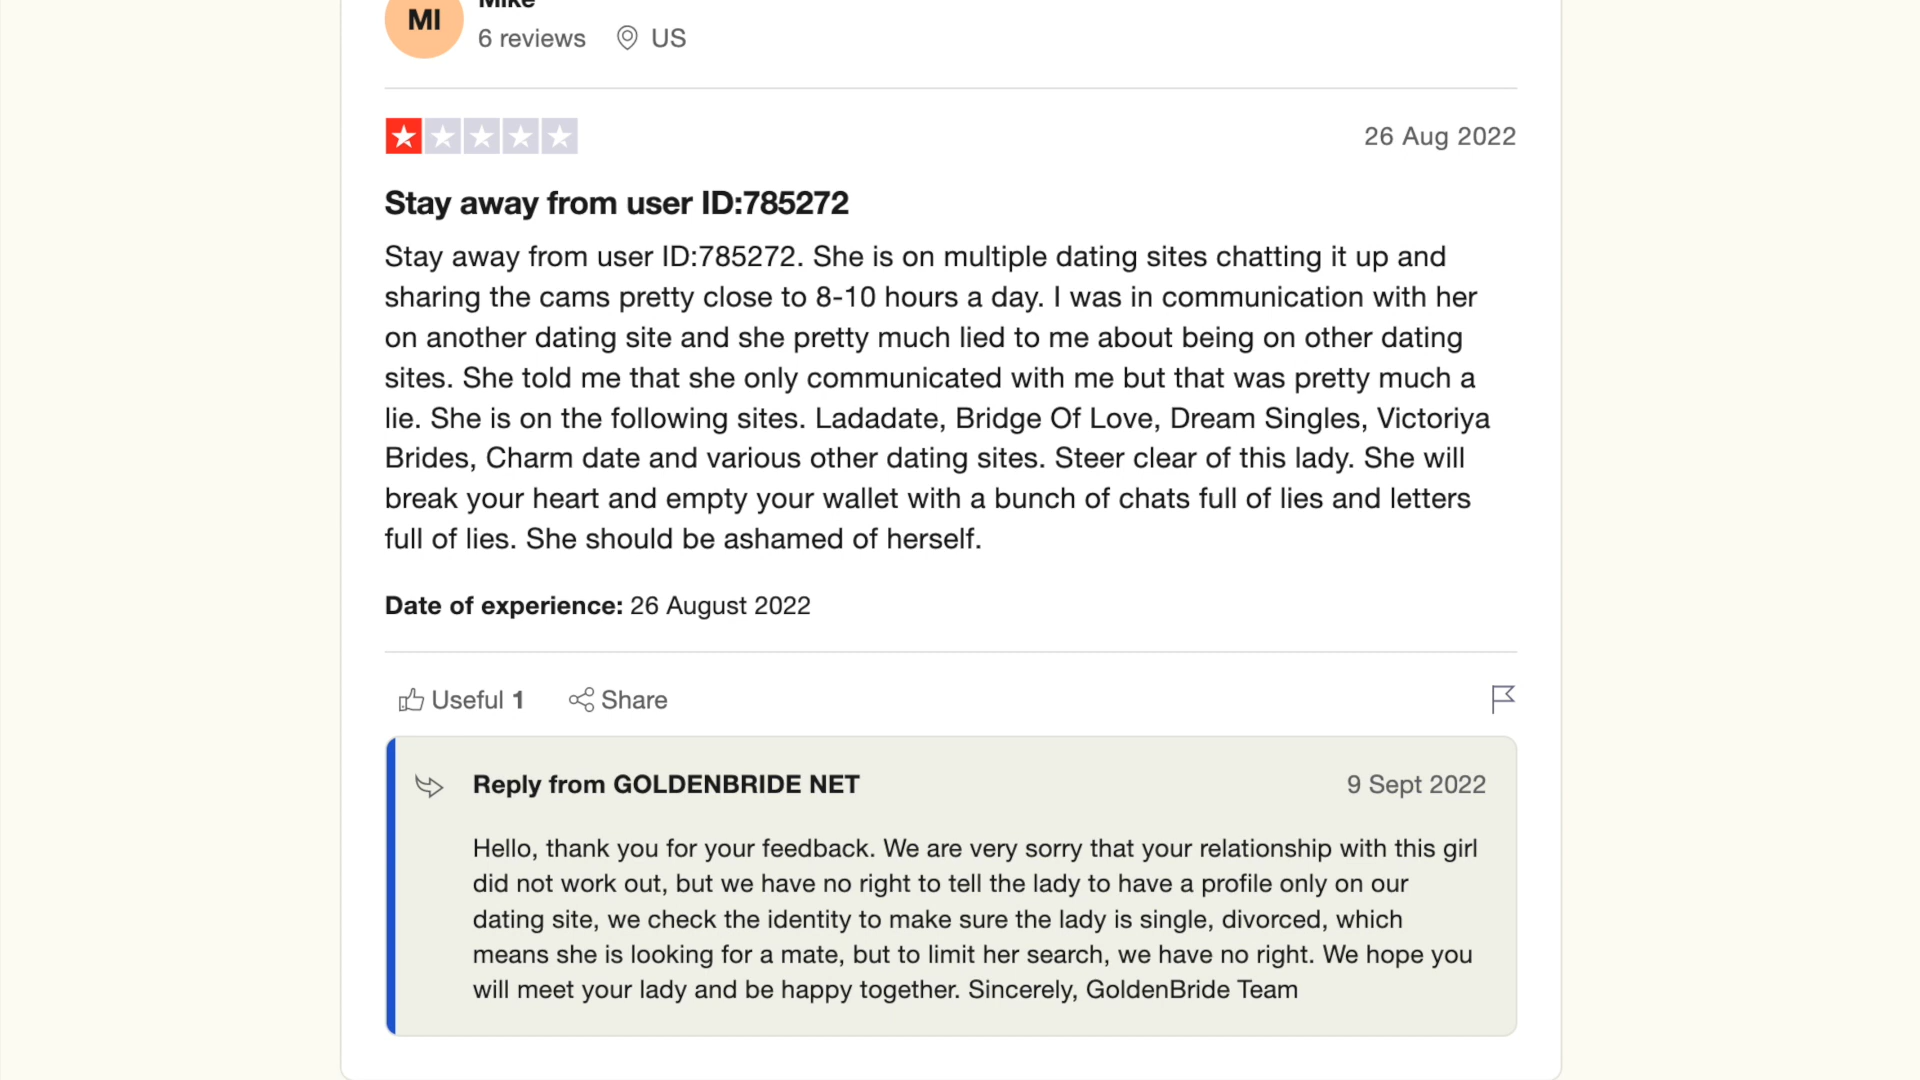 Mike
MI
6 reviews US
26 Aug 2022
Stay away from user ID:785272
Stay away from user ID:785272. She is on multiple dating sites chatting it up and
sharing the cams pretty close to 8-10 hours a day. I was in communication with her
on another dating site and she pretty much lied to me about being on other dating
sites. She told me that she only communicated with me but that was pretty much a
lie. She is on the following sites. Ladadate, Bridge Of Love, Dream Singles, Victoriya
Brides, Charm date and various other dating sites. Steer clear of this lady. She will
break your heart and empty your wallet with a bunch of chats full of lies and letters
full of lies. She should be ashamed of herself.
Date of experience: 26 August 2022
Useful 1 Share
Reply from GOLDENBRIDE NET 9 Sept 2022
Hello, thank you for your feedback. We are very sorry that your relationship with this girl
did not work out, but we have no right to tell the lady to have a profile only on our
dating site, we check the identity to make sure the lady is single, divorced, which
means she is looking for a mate, but to limit her search, we have no right. We hope you
will meet your lady and be happy together. Sincerely, GoldenBride Team